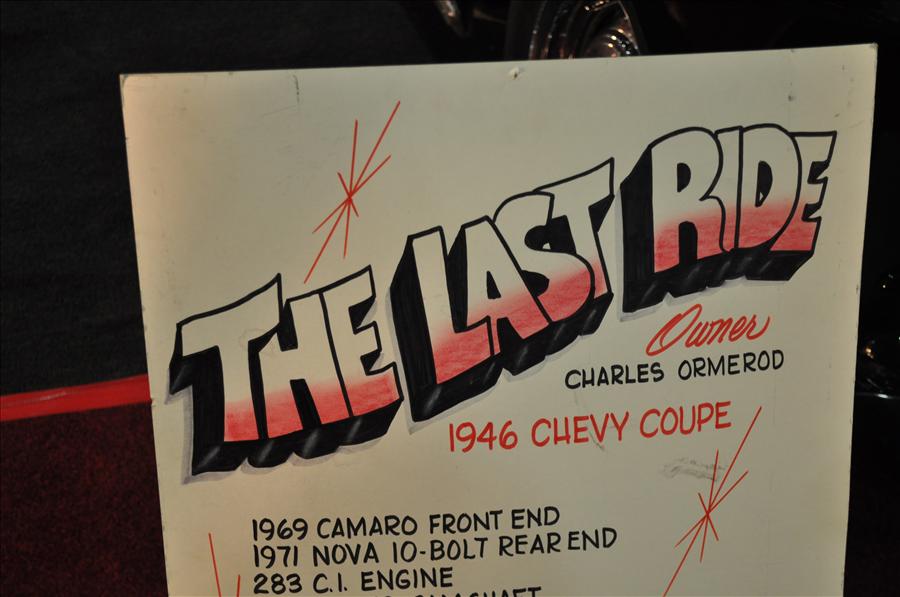 THE LAST RIDE
Owner
CHARLES ORMEROD
1946 CHEVY COUPE
1969 CAMARO FRONT END
1971 NOVA 10-BOLT REAR END
283 C.I. ENGINE
CAMSHAFT